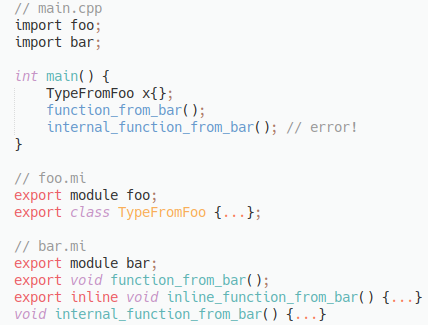 // main.cpp
import foo;
import bar;

int main() {
    TypeFromFoo x{};
    function_from_bar();
    internal_function_from_bar(); // error!
}

// foo.mi
export module foo;
export class TypeFromFoo {...};

// bar.mi
export module bar;
export void function_from_bar();
export inline void inline_function_from_bar() {...}
void internal_function_from_bar() {...}